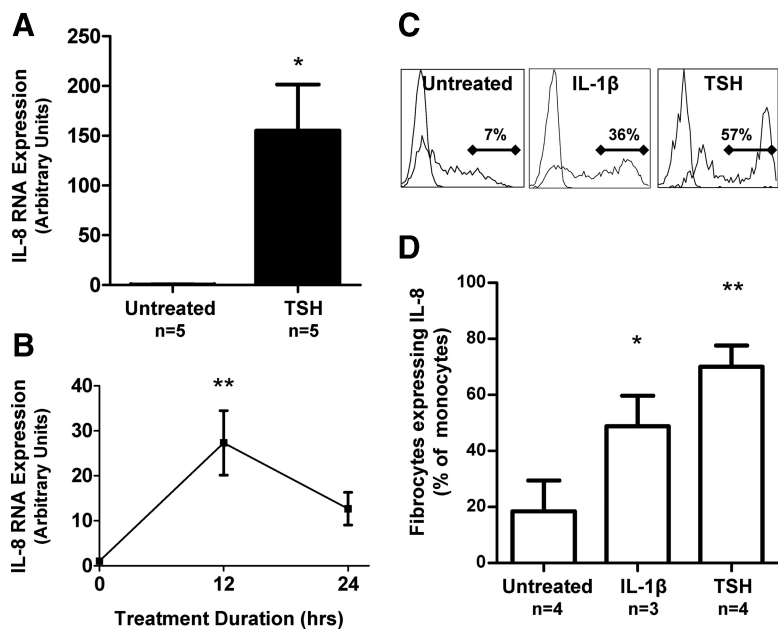 A
IL-8 RNA Expression
(Arbitrary Units)
250
200
150
100
50
0
*
Untreated
n=5
TSH
n=5
B
IL-8 RNA Expression
(Arbitrary Units)
40
30
20
10
0
**
0
12
24
Treatment Duration (hrs)
C
Untreated
7%
IL-1β
36%
TSH
57%
D
Fibrocytes expressing IL-8
(% of monocytes)
100
80
60
40
20
0
*
**
Untreated
n=4
IL-1β
n=3
TSH
n=4